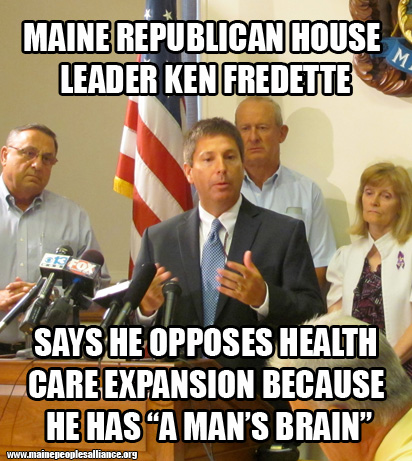 MAINE REPUBLICAN HOUSE
LEADER KEN FREDETTE
13
FOX
M
SAYS HE OPPOSES HEALTH
CARE EXPANSION BECAUSE
HE HAS “A MAN’S BRAIN”
www.mainepeoplesalliance.org